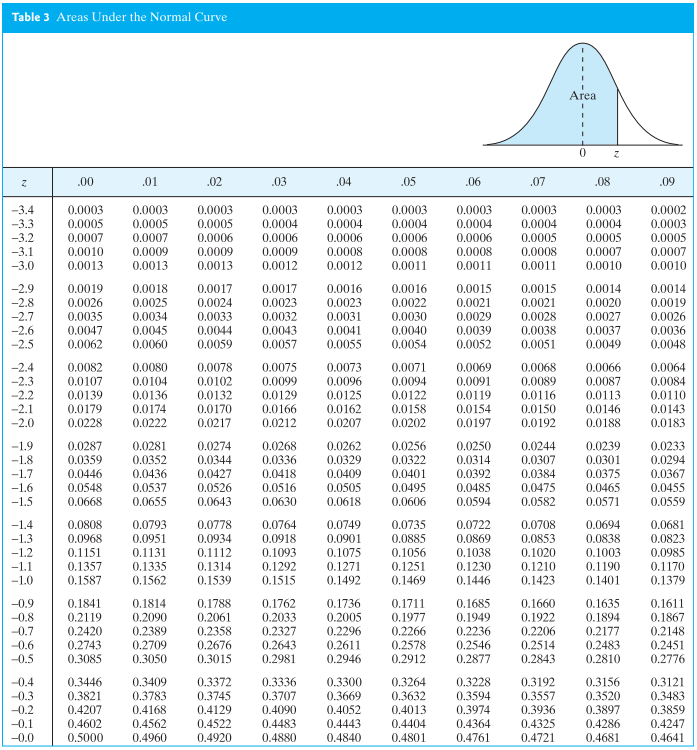 Table 3 Areas Under the Normal Curve
Area
0 z
z .00 .01 .02 .03 .04 .05 .06 .07 .08 .09
−3.4 0.0003 0.0003 0.0003 0.0003 0.0003 0.0003 0.0003 0.0003 0.0003 0.0002
−3.3 0.0005 0.0005 0.0005 0.0004 0.0004 0.0004 0.0004 0.0004 0.0004 0.0003
−3.2 0.0007 0.0007 0.0006 0.0006 0.0006 0.0006 0.0006 0.0005 0.0005 0.0005
−3.1 0.0010 0.0009 0.0009 0.0009 0.0008 0.0008 0.0008 0.0008 0.0007 0.0007
−3.0 0.0013 0.0013 0.0013 0.0012 0.0012 0.0011 0.0011 0.0011 0.0010 0.0010
−2.9 0.0019 0.0018 0.0017 0.0017 0.0016 0.0016 0.0015 0.0015 0.0014 0.0014
−2.8 0.0026 0.0025 0.0024 0.0023 0.0023 0.0022 0.0021 0.0021 0.0020 0.0019
−2.7 0.0035 0.0034 0.0033 0.0032 0.0031 0.0030 0.0029 0.0028 0.0027 0.0026
−2.6 0.0047 0.0045 0.0044 0.0043 0.0041 0.0040 0.0039 0.0038 0.0037 0.0036
−2.5 0.0062 0.0060 0.0059 0.0057 0.0055 0.0054 0.0052 0.0051 0.0049 0.0048
−2.4 0.0082 0.0080 0.0078 0.0075 0.0073 0.0071 0.0069 0.0068 0.0066 0.0064
−2.3 0.0107 0.0104 0.0102 0.0099 0.0096 0.0094 0.0091 0.0089 0.0087 0.0084
−2.2 0.0139 0.0136 0.0132 0.0129 0.0125 0.0122 0.0119 0.0116 0.0113 0.0110
−2.1 0.0179 0.0174 0.0170 0.0166 0.0162 0.0158 0.0154 0.0150 0.0146 0.0143
−2.0 0.0228 0.0222 0.0217 0.0212 0.0207 0.0202 0.0197 0.0192 0.0188 0.0183
−1.9 0.0287 0.0281 0.0274 0.0268 0.0262 0.0256 0.0250 0.0244 0.0239 0.0233
−1.8 0.0359 0.0352 0.0344 0.0336 0.0329 0.0322 0.0314 0.0307 0.0301 0.0294
−1.7 0.0446 0.0436 0.0427 0.0418 0.0409 0.0401 0.0392 0.0384 0.0375 0.0367
−1.6 0.0548 0.0537 0.0526 0.0516 0.0505 0.0495 0.0485 0.0475 0.0465 0.0455
−1.5 0.0668 0.0655 0.0643 0.0630 0.0618 0.0606 0.0594 0.0582 0.0571 0.0559
−1.4 0.0808 0.0793 0.0778 0.0764 0.0749 0.0735 0.0722 0.0708 0.0694 0.0681
−1.3 0.0968 0.0951 0.0934 0.0918 0.0901 0.0885 0.0869 0.0853 0.0838 0.0823
−1.2 0.1151 0.1131 0.1112 0.1093 0.1075 0.1056 0.1038 0.1020 0.1003 0.0985
−1.1 0.1357 0.1335 0.1314 0.1292 0.1271 0.1251 0.1230 0.1210 0.1190 0.1170
−1.0 0.1587 0.1562 0.1539 0.1515 0.1492 0.1469 0.1446 0.1423 0.1401 0.1379
−0.9 0.1841 0.1814 0.1788 0.1762 0.1736 0.1711 0.1685 0.1660 0.1635 0.1611
−0.8 0.2119 0.2090 0.2061 0.2033 0.2005 0.1977 0.1949 0.1922 0.1894 0.1867
−0.7 0.2420 0.2389 0.2358 0.2327 0.2296 0.2266 0.2236 0.2206 0.2177 0.2148
−0.6 0.2743 0.2709 0.2676 0.2643 0.2611 0.2578 0.2546 0.2514 0.2483 0.2451
−0.5 0.3085 0.3050 0.3015 0.2981 0.2946 0.2912 0.2877 0.2843 0.2810 0.2776
−0.4 0.3446 0.3409 0.3372 0.3336 0.3300 0.3264 0.3228 0.3192 0.3156 0.3121
−0.3 0.3821 0.3783 0.3745 0.3707 0.3669 0.3632 0.3594 0.3557 0.3520 0.3483
−0.2 0.4207 0.4168 0.4129 0.4090 0.4052 0.4013 0.3974 0.3936 0.3897 0.3859
−0.1 0.4602 0.4562 0.4522 0.4483 0.4443 0.4404 0.4364 0.4325 0.4286 0.4247
−0.0 0.5000 0.4960 0.4920 0.4880 0.4840 0.4801 0.4761 0.4721 0.4681 0.4641